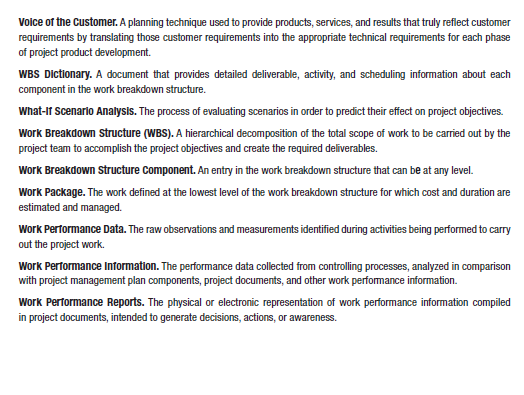 Voice of the Customer. A planning technique used to provide products, services, and results that truly reflect customer
requirements by translating those customer requirements into the appropriate technical requirements for each phase
of project product development.
WBS Dictionary. A document that provides detailed deliverable, activity, and scheduling information about each
component in the work breakdown structure.
What-If Scenario Analysis. The process of evaluating scenarios in order to predict their effect on project objectives.
Work Breakdown Structure (WBS). A hierarchical decomposition of the total scope of work to be carried out by the
project team to accomplish the project objectives and create the required deliverables.
Work Breakdown Structure Component. An entry in the work breakdown structure that can be at any level.
Work Package. The work defined at the lowest level of the work breakdown structure for which cost and duration are
estimated and managed.
Work Performance Data. The raw observations and measurements identified during activities being performed to carry
out the project work.
Work Performance Information. The performance data collected from controlling processes, analyzed in comparison
with project management plan components, project documents, and other work performance information.
Work Performance Reports. The physical or electronic representation of work performance information compiled
in project documents, intended to generate decisions, actions, or awareness.